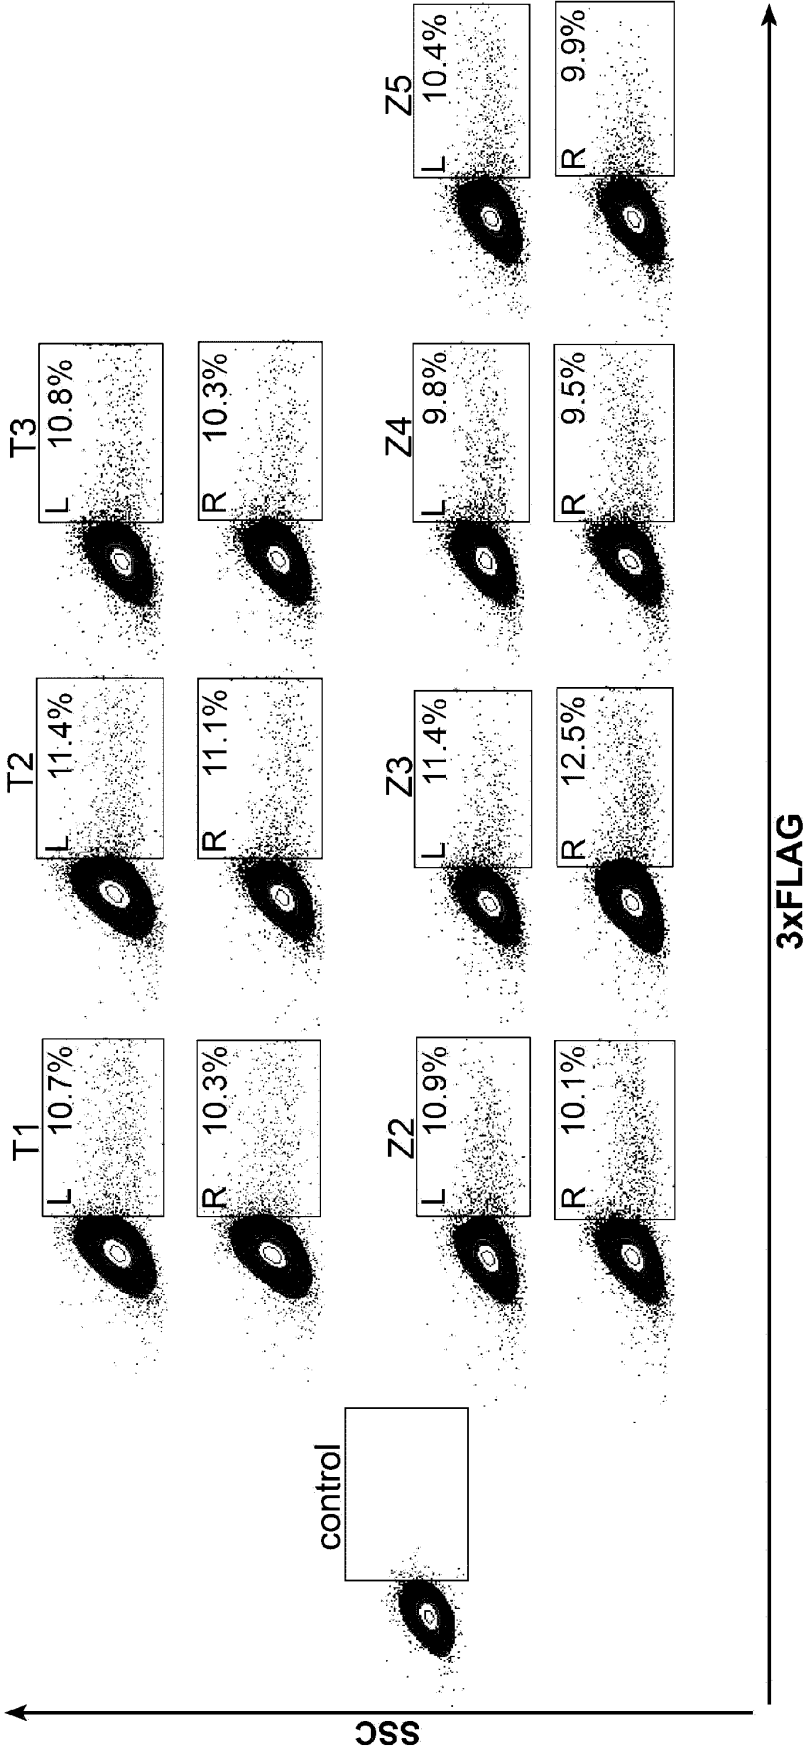 T1
T2
T3
L 10.7%
L 11.4%
L 10.8%
R 10.3%
R 11.1%
R 10.3%
control
Z2
Z3
Z4
Z5
L 10.9%
L 11.4%
L 9.8%
L 10.4%
R 10.1%
R 12.5%
R 9.5%
R 9.9%
SSC
3xFLAG